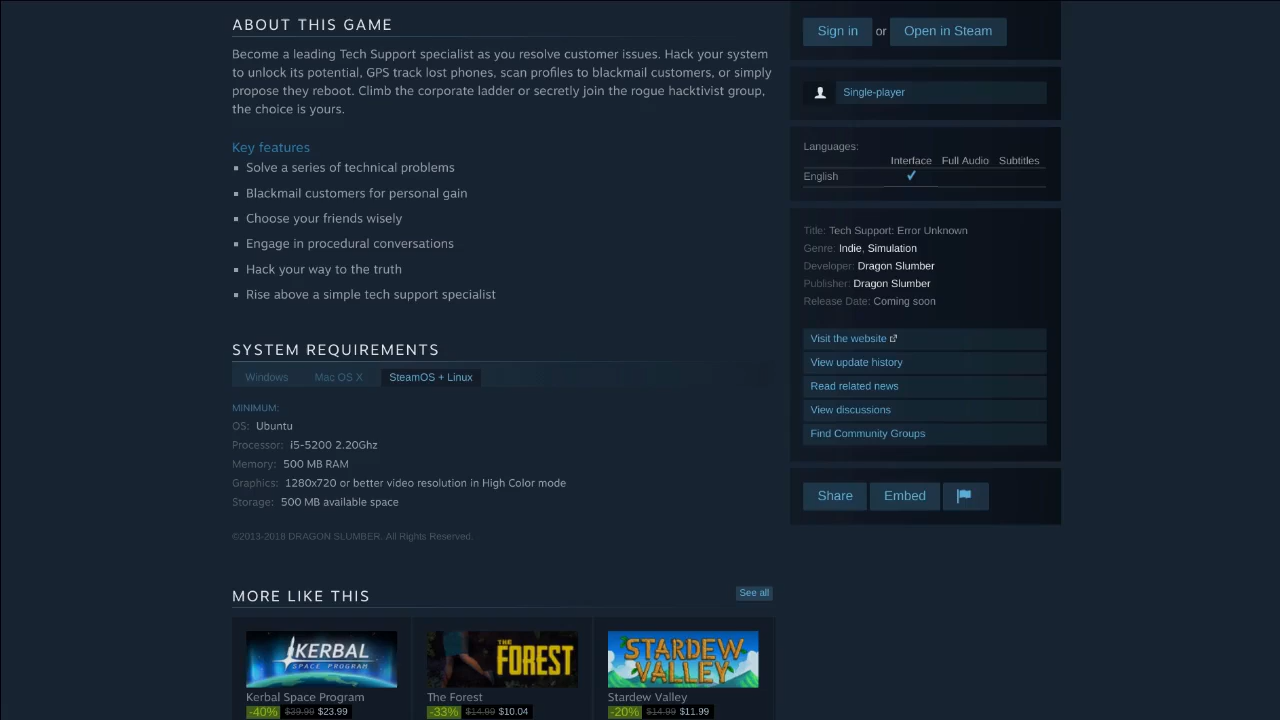 ABOUT THIS GAME
Become a leading Tech Support specialist as you resolve customer issues. Hack your system
to unlock its potential, GPS track lost phones, scan profiles to blackmail customers, or simply
propose they reboot. Climb the corporate ladder or secretly join the rogue hacktivist group,
the choice is yours.
Key features
Solve a series of technical problems
Blackmail customers for personal gain
Choose your friends wisely
Engage in procedural conversations
Hack your way to the truth
Rise above a simple tech support specialist
SYSTEM REQUIREMENTS
Windows Mac OS X SteamOS + Linux
MINIMUM:
OS: Ubuntu
Processor: i5-5200 2.20Ghz
Memory: 500 MB RAM
Graphics: 1280x720 or better video resolution in High Color mode
Storage: 500 MB available space
©2013-2018 DRAGON SLUMBER. All Rights Reserved.
MORE LIKE THIS See all
KERBAL
SPACE PROGRAM
Kerbal Space Program
-40% $39.99 $23.99
THE
FOREST
The Forest
-33% $14.99 $10.04
STARDEW
VALLEY
Stardew Valley
-20% $14.99 $11.99
Sign in or Open in Steam
Single-player
Languages:
Interface Full Audio Subtitles
English ✔
Title: Tech Support: Error Unknown
Genre: Indie, Simulation
Developer: Dragon Slumber
Publisher: Dragon Slumber
Release Date: Coming soon
Visit the website
View update history
Read related news
View discussions
Find Community Groups
Share Embed